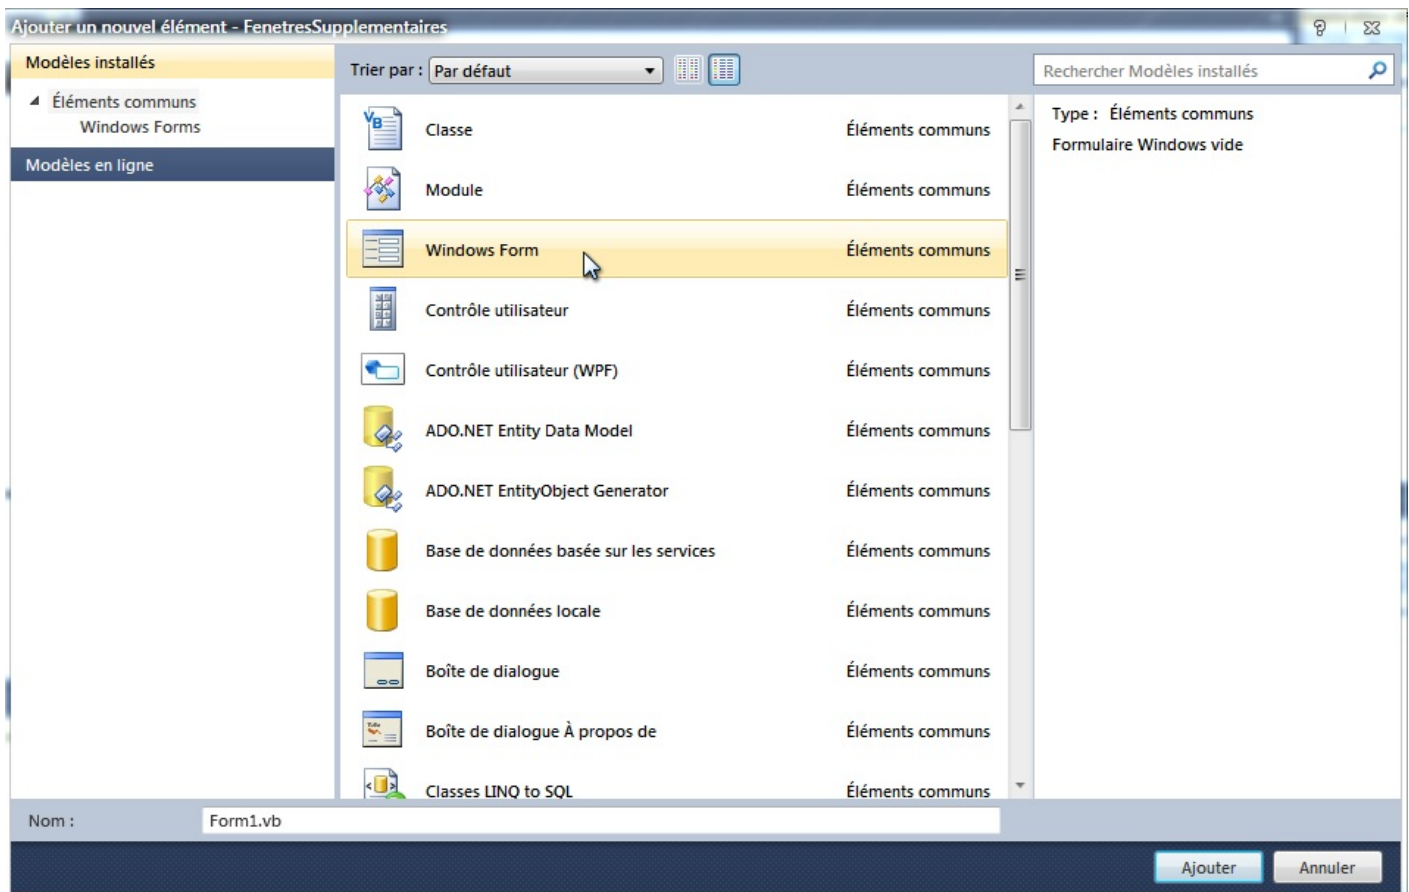 Ajouter un nouvel élément - FenetresSupplementaires
Modèles installés
Éléments communs
Windows Forms
Modèles en ligne
Trier par : Par défaut
Rechercher Modèles installés
Classe Éléments communs
Module Éléments communs
Windows Form Éléments communs
Contrôle utilisateur Éléments communs
Contrôle utilisateur (WPF) Éléments communs
ADO.NET Entity Data Model Éléments communs
ADO.NET EntityObject Generator Éléments communs
Base de données basée sur les services Éléments communs
Base de données locale Éléments communs
Boîte de dialogue Éléments communs
Boîte de dialogue À propos de Éléments communs
Classes LINQ to SQL Éléments communs
Type : Éléments communs
Formulaire Windows vide
Nom : Form1.vb
Ajouter Annuler